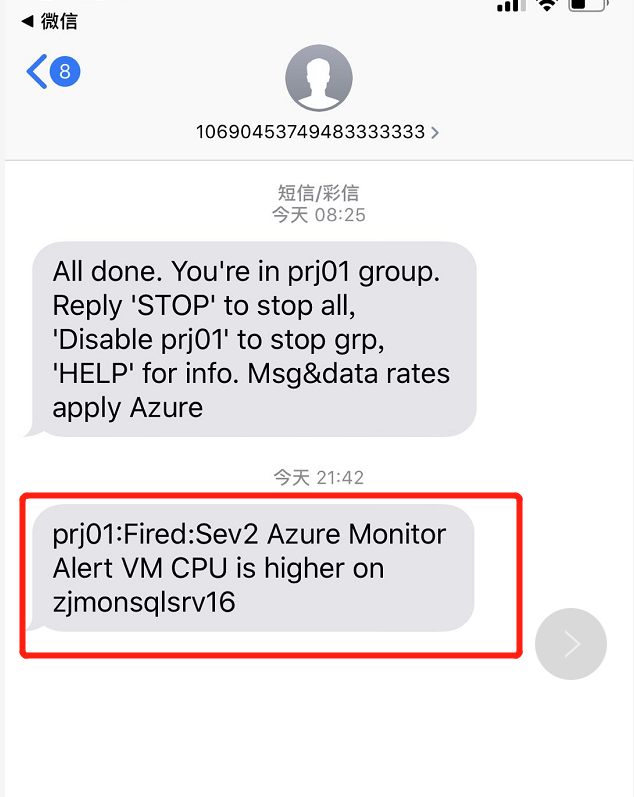 ◀ 微信
8
10690453749483333333
短信/彩信
今天 08:25
All done. You're in prj01 group.
Reply 'STOP' to stop all,
'Disable prj01' to stop grp,
'HELP' for info. Msg&data rates
apply Azure
今天 21:42
prj01:Fired:Sev2 Azure Monitor
Alert VM CPU is higher on
zjmonsqlsrv16